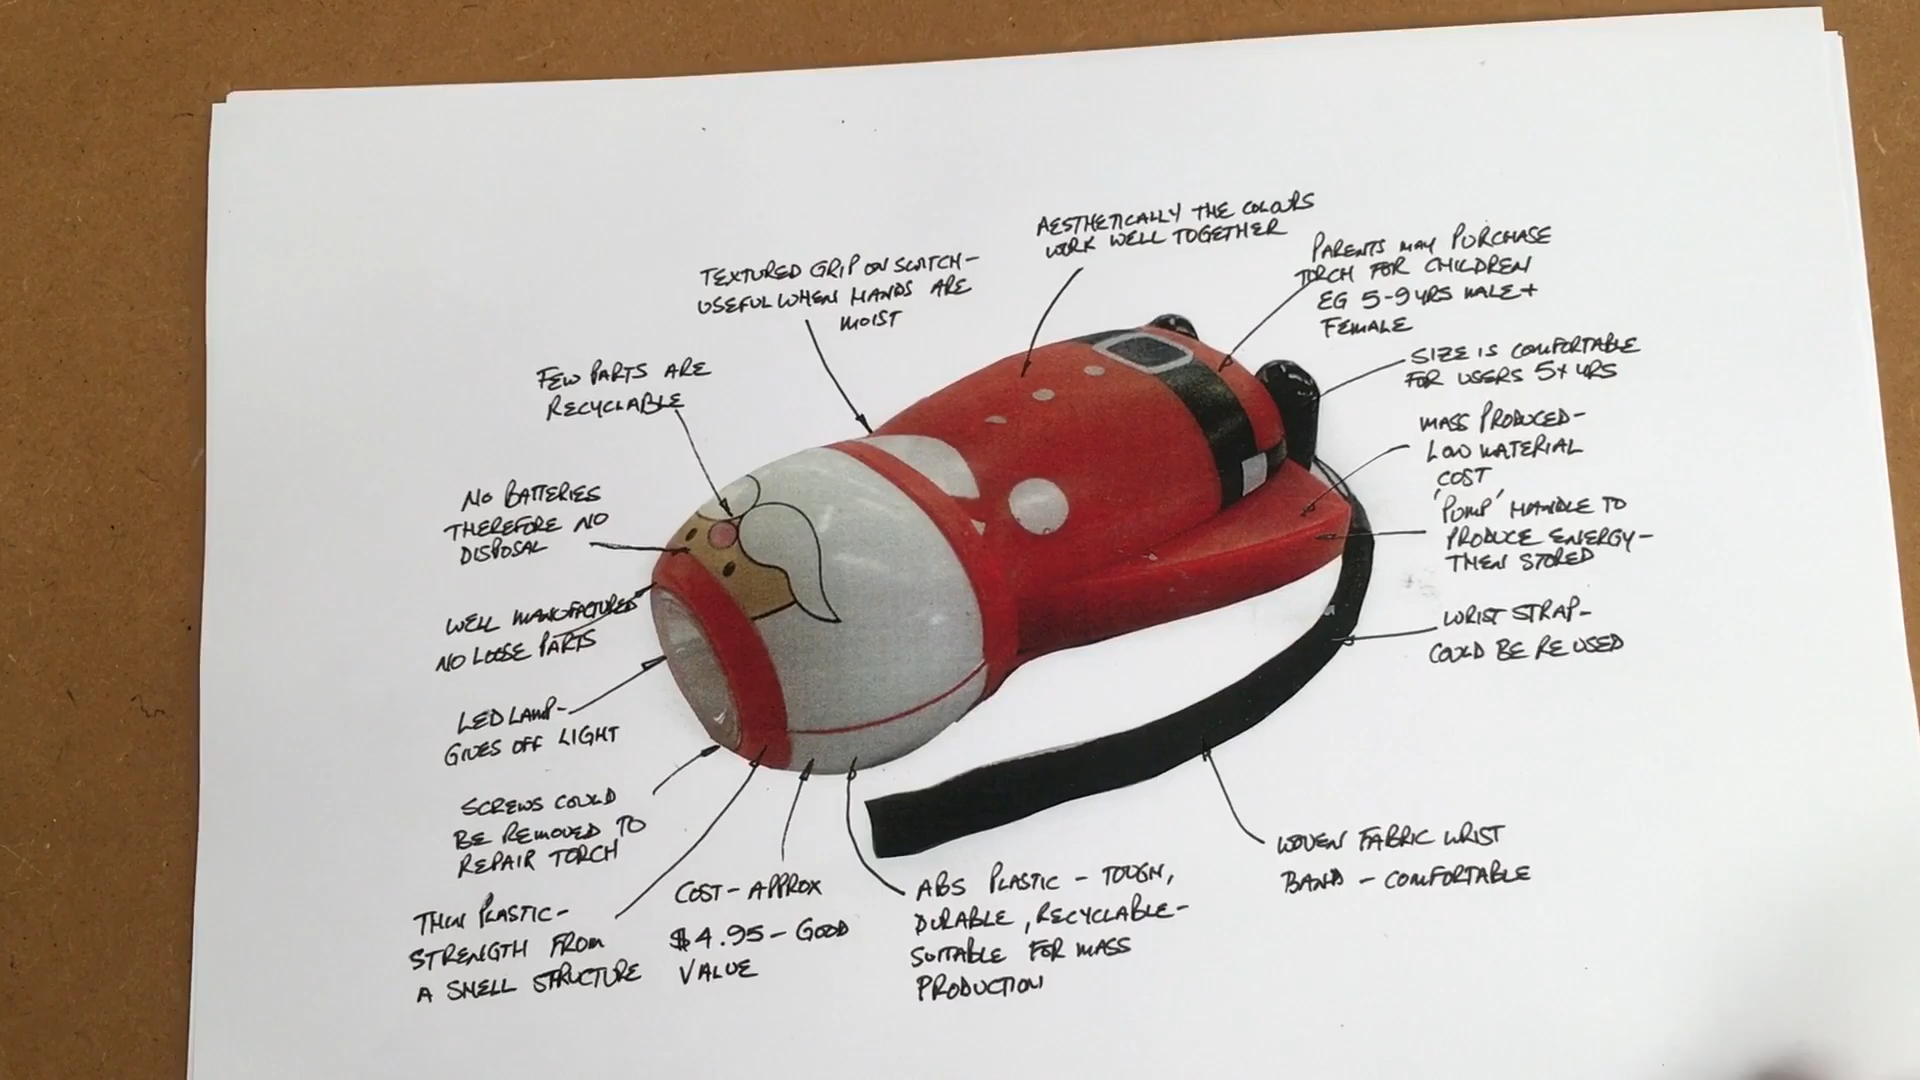 AESTHETICALLY THE COLOURS
WORK WELL TOGETHER
PARENTS MAY PURCHASE
TORCH FOR CHILDREN
EG 5-9 YRS MALE +
FEMALE
TEXTURED GRIP ON SWITCH -
USEFUL WHEN HANDS ARE
MOIST
SIZE IS COMFORTABLE
FOR USERS 5+ YRS
FEW PARTS ARE
RECYCLABLE
MASS PRODUCED -
LOW MATERIAL
COST
'PUMP' HANDLE TO
PRODUCE ENERGY -
THEN STORED
NO BATTERIES
THEREFORE NO
DISPOSAL
WELL MANUFACTURED
NO LOOSE PARTS
WRIST STRAP -
COULD BE RE USED
LED LAMP -
GIVES OFF LIGHT
SCREWS COULD
BE REMOVED TO
REPAIR TORCH
THIN PLASTIC -
STRENGTH FROM
A SHELL STRUCTURE
COST - APPROX
$4.95 - GOOD
VALUE
ABS PLASTIC - TOUGH,
DURABLE, RECYCLABLE -
SUITABLE FOR MASS
PRODUCTION
WOVEN FABRIC WRIST
BAND - COMFORTABLE